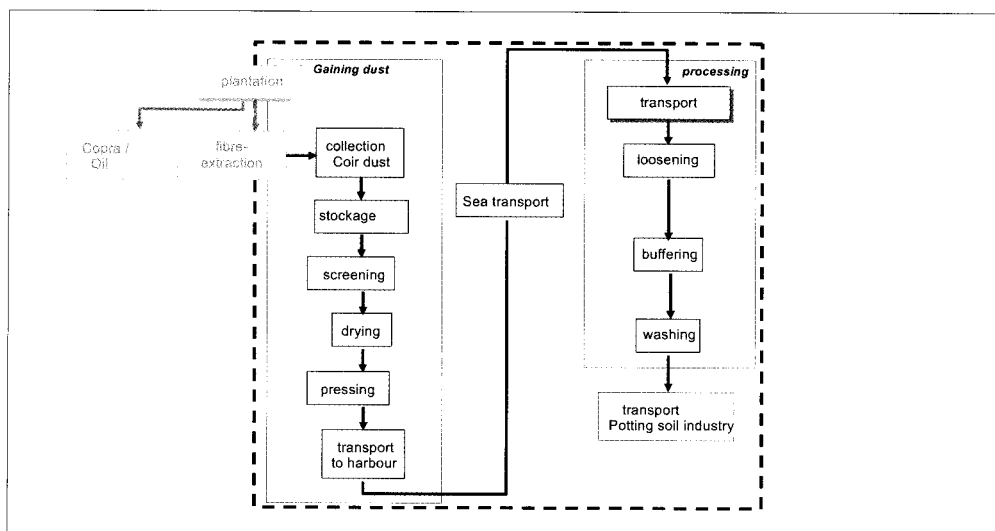 Gaining dust
plantation
Copra /
Oil
fibre-
extraction
collection
Coir dust
stockage
screening
drying
pressing
transport
to harbour
Sea transport
processing
transport
loosening
buffering
washing
transport
Potting soil industry